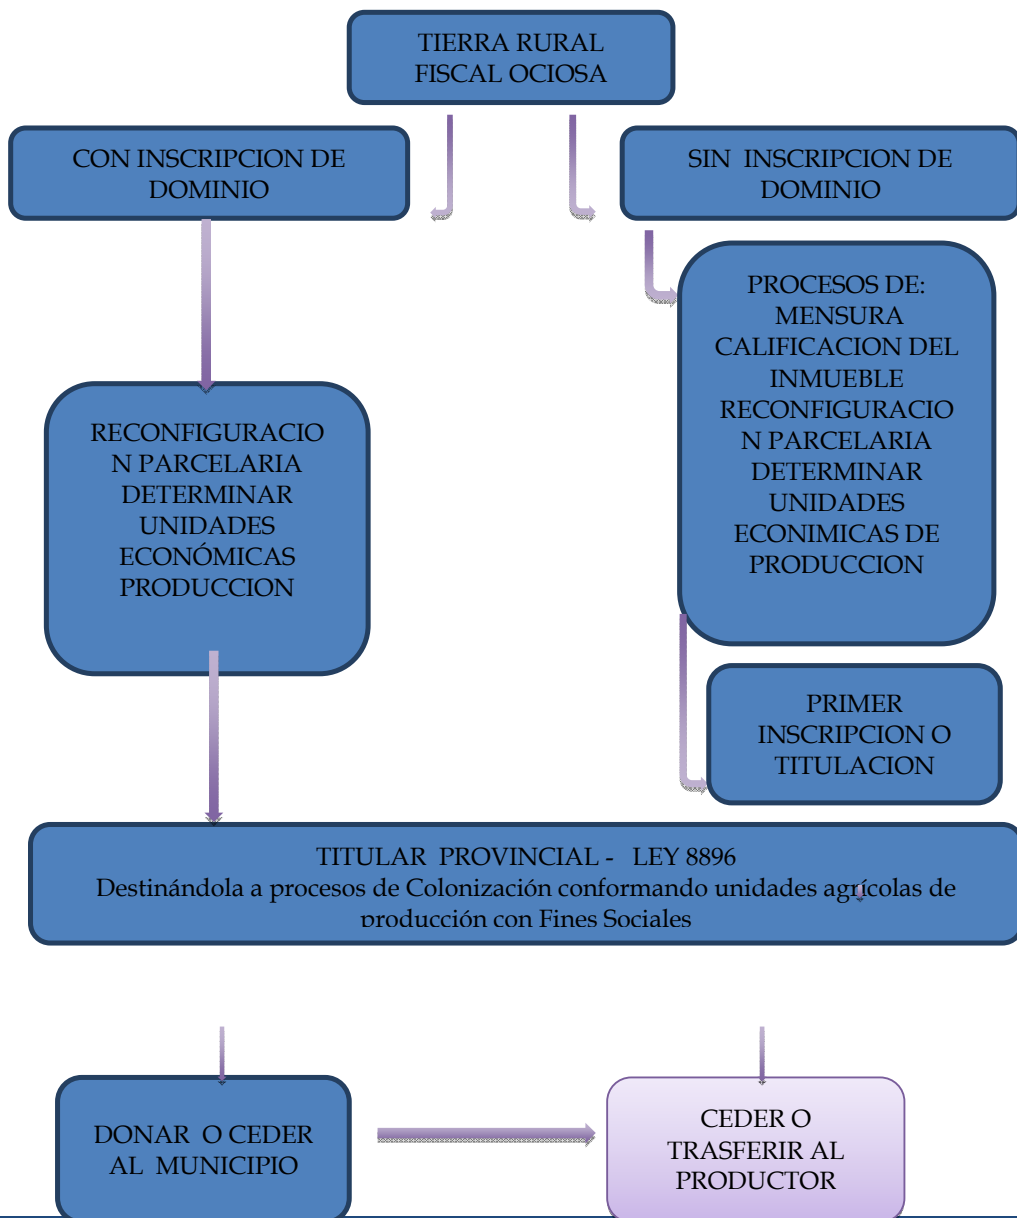 TIERRA RURAL
FISCAL OCIOSA
CON INSCRIPCION DE
DOMINIO
SIN INSCRIPCION DE
DOMINIO
PROCESOS DE:
MENSURA
CALIFICACION DEL
INMUEBLE
RECONFIGURACIO
N PARCELARIA
DETERMINAR
UNIDADES
ECONIMICAS DE
PRODUCCION
RECONFIGURACIO
N PARCELARIA
DETERMINAR
UNIDADES
ECONÓMICAS
PRODUCCION
PRIMER
INSCRIPCION O
TITULACION
TITULAR PROVINCIAL - LEY 8896
Destinándola a procesos de Colonización conformando unidades agrícolas de
producción con Fines Sociales
DONAR O CEDER
AL MUNICIPIO
CEDER O
TRASFERIR AL
PRODUCTOR